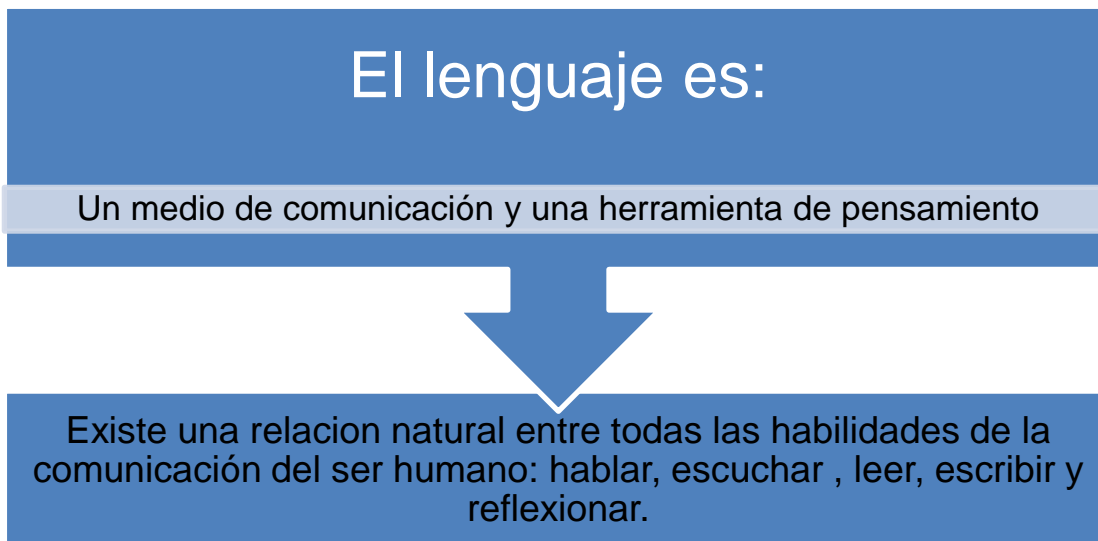 El lenguaje es:
Un medio de comunicación y una herramienta de pensamiento
Existe una relacion natural entre todas las habilidades de la
comunicación del ser humano: hablar, escuchar , leer, escribir y
reflexionar.